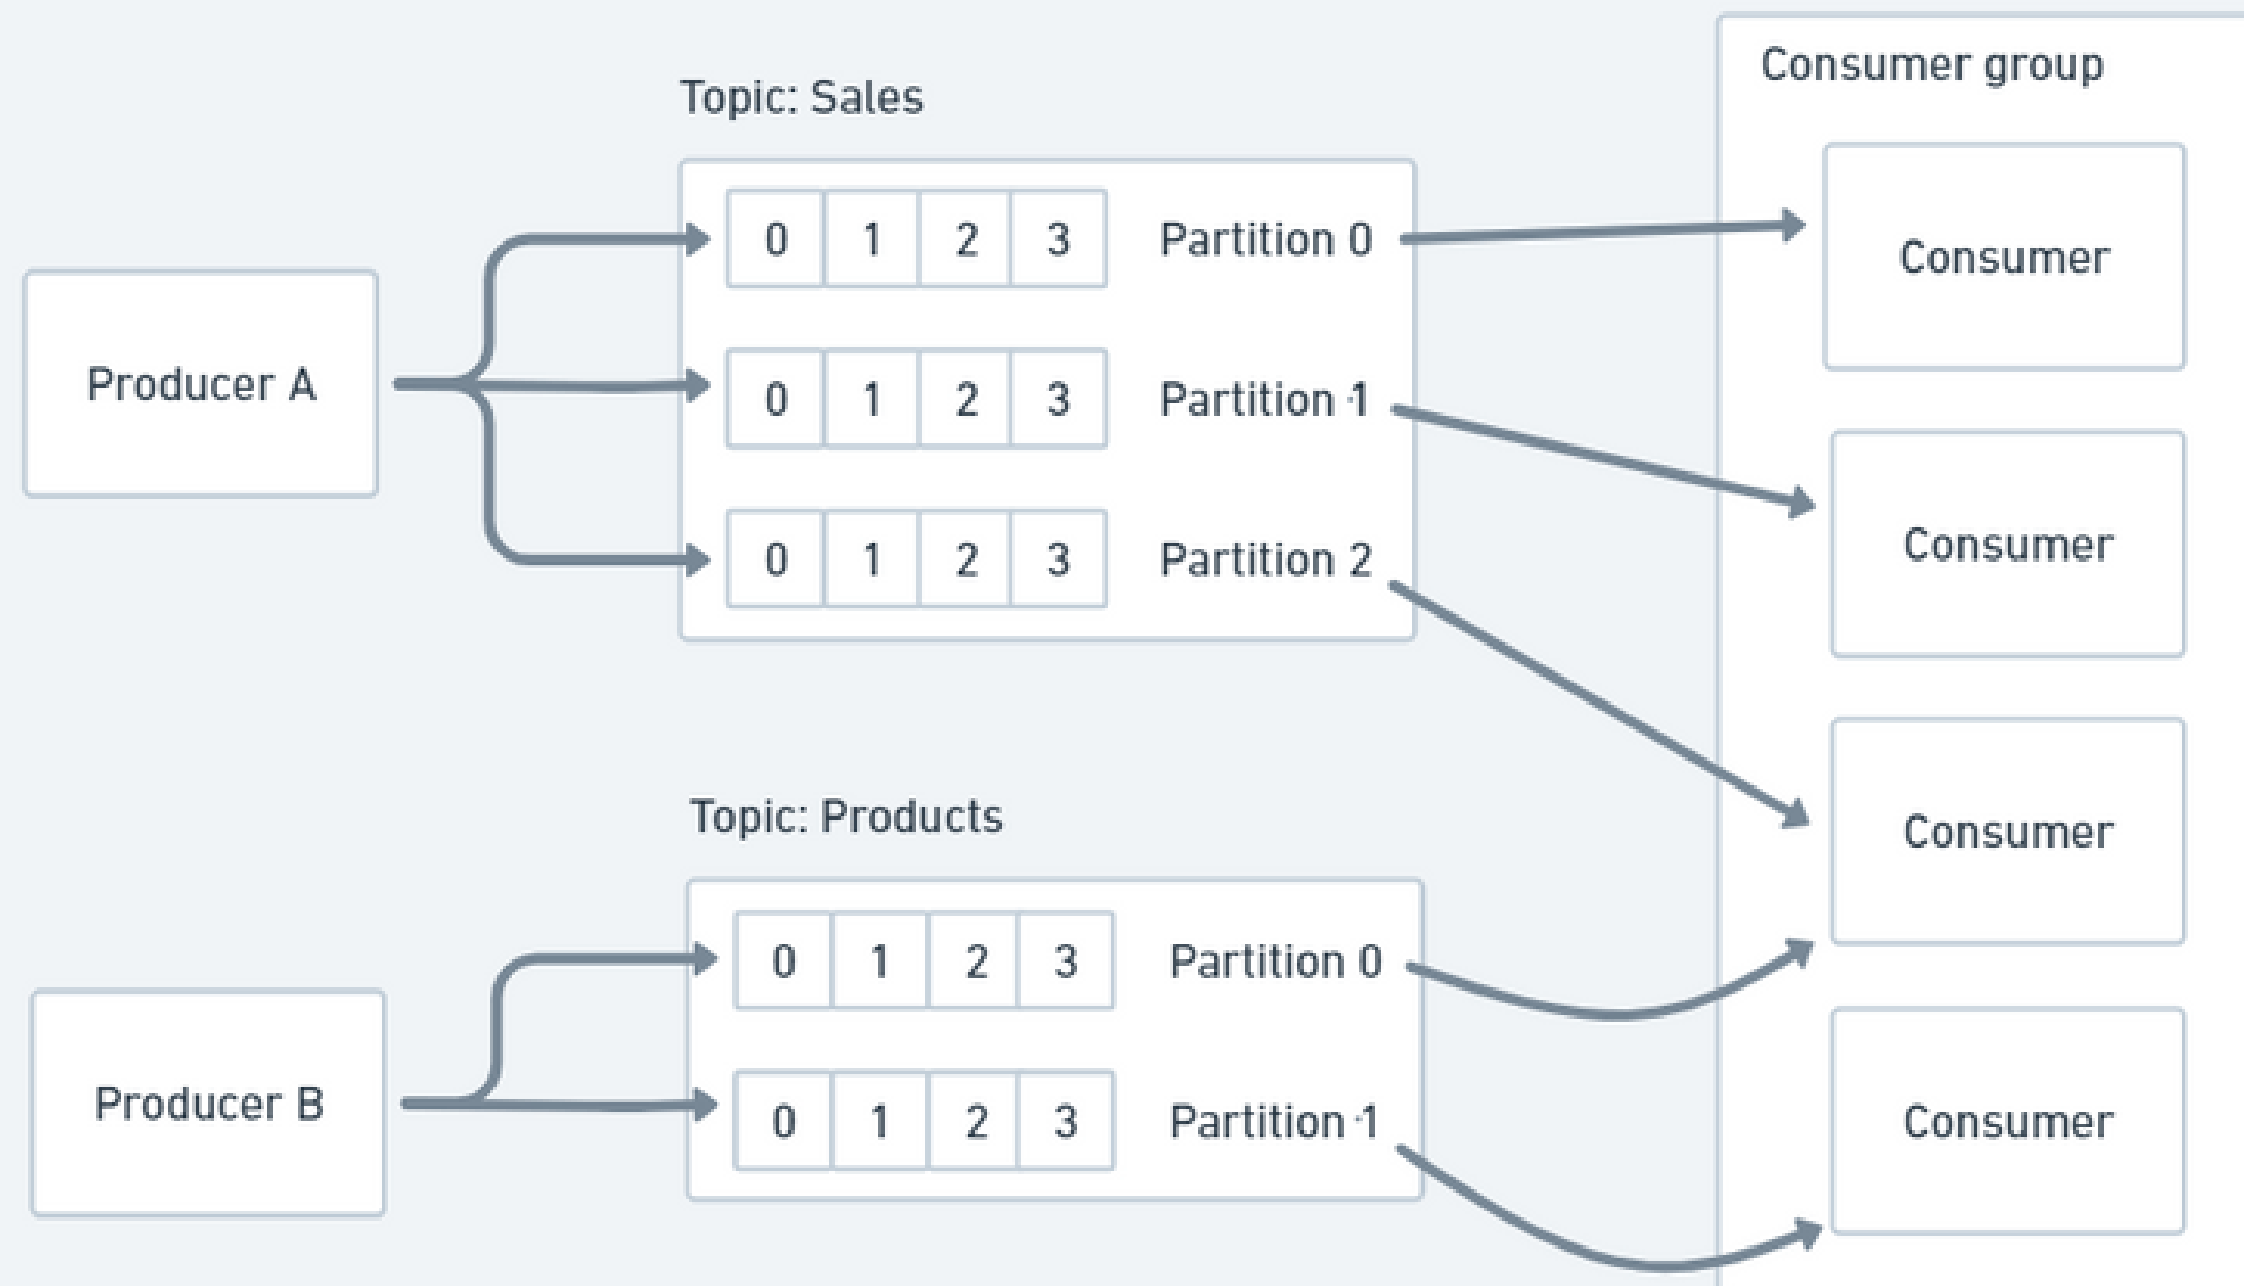 Consumer group
Topic: Sales
0 1 2 3 Partition 0
Consumer
Producer A
0 1 2 3 Partition 1
Consumer
0 1 2 3 Partition 2
Consumer
Topic: Products
0 1 2 3 Partition 0
Producer B
0 1 2 3 Partition 1
Consumer